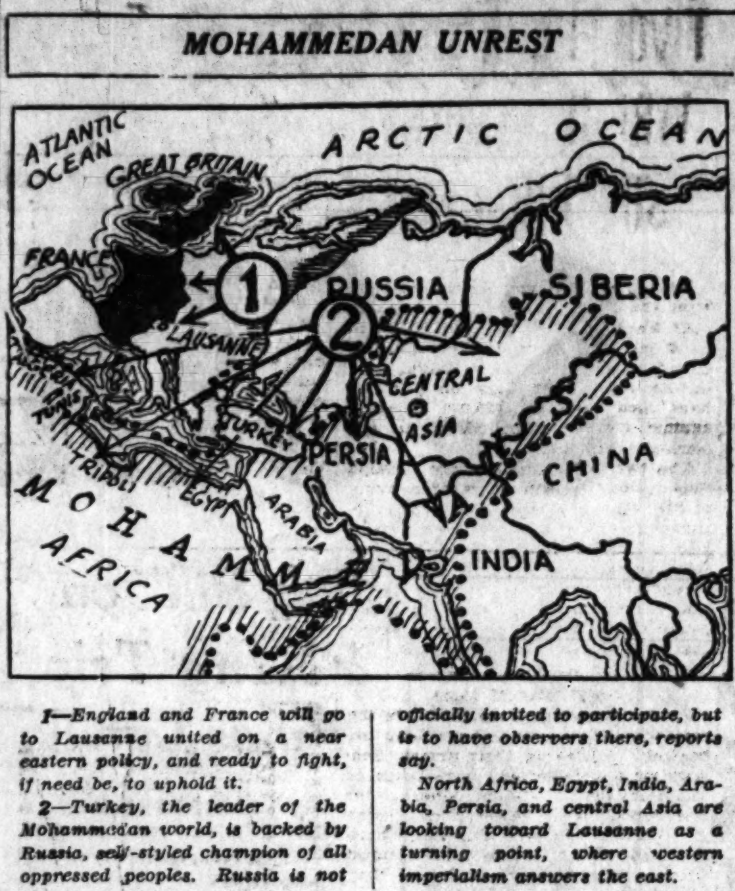 MOHAMMEDAN UNREST
ATLANTIC
OCEAN
ARCTIC OCEAN
GREAT BRITAIN
FRANCE
1
RUSSIA
SIBERIA
2
LAUSANNE
CENTRAL
ASIA
TUNIS
TURKEY
PERSIA
CHINA
TRIPOLI
EGYPT
ARABIA
MOHAMMED
AFRICA
INDIA
1—England and France will go
to Lausanne united on a near
eastern policy, and ready to fight,
if need be, to uphold it.
2—Turkey, the leader of the
Mohammedan world, is backed by
Russia, self-styled champion of all
oppressed peoples. Russia is not
officially invited to participate, but
is to have observers there, reports
say.
North Africa, Egypt, India, Ara-
bia, Persia, and central Asia are
looking toward Lausanne as a
turning point, where western
imperialism answers the east.